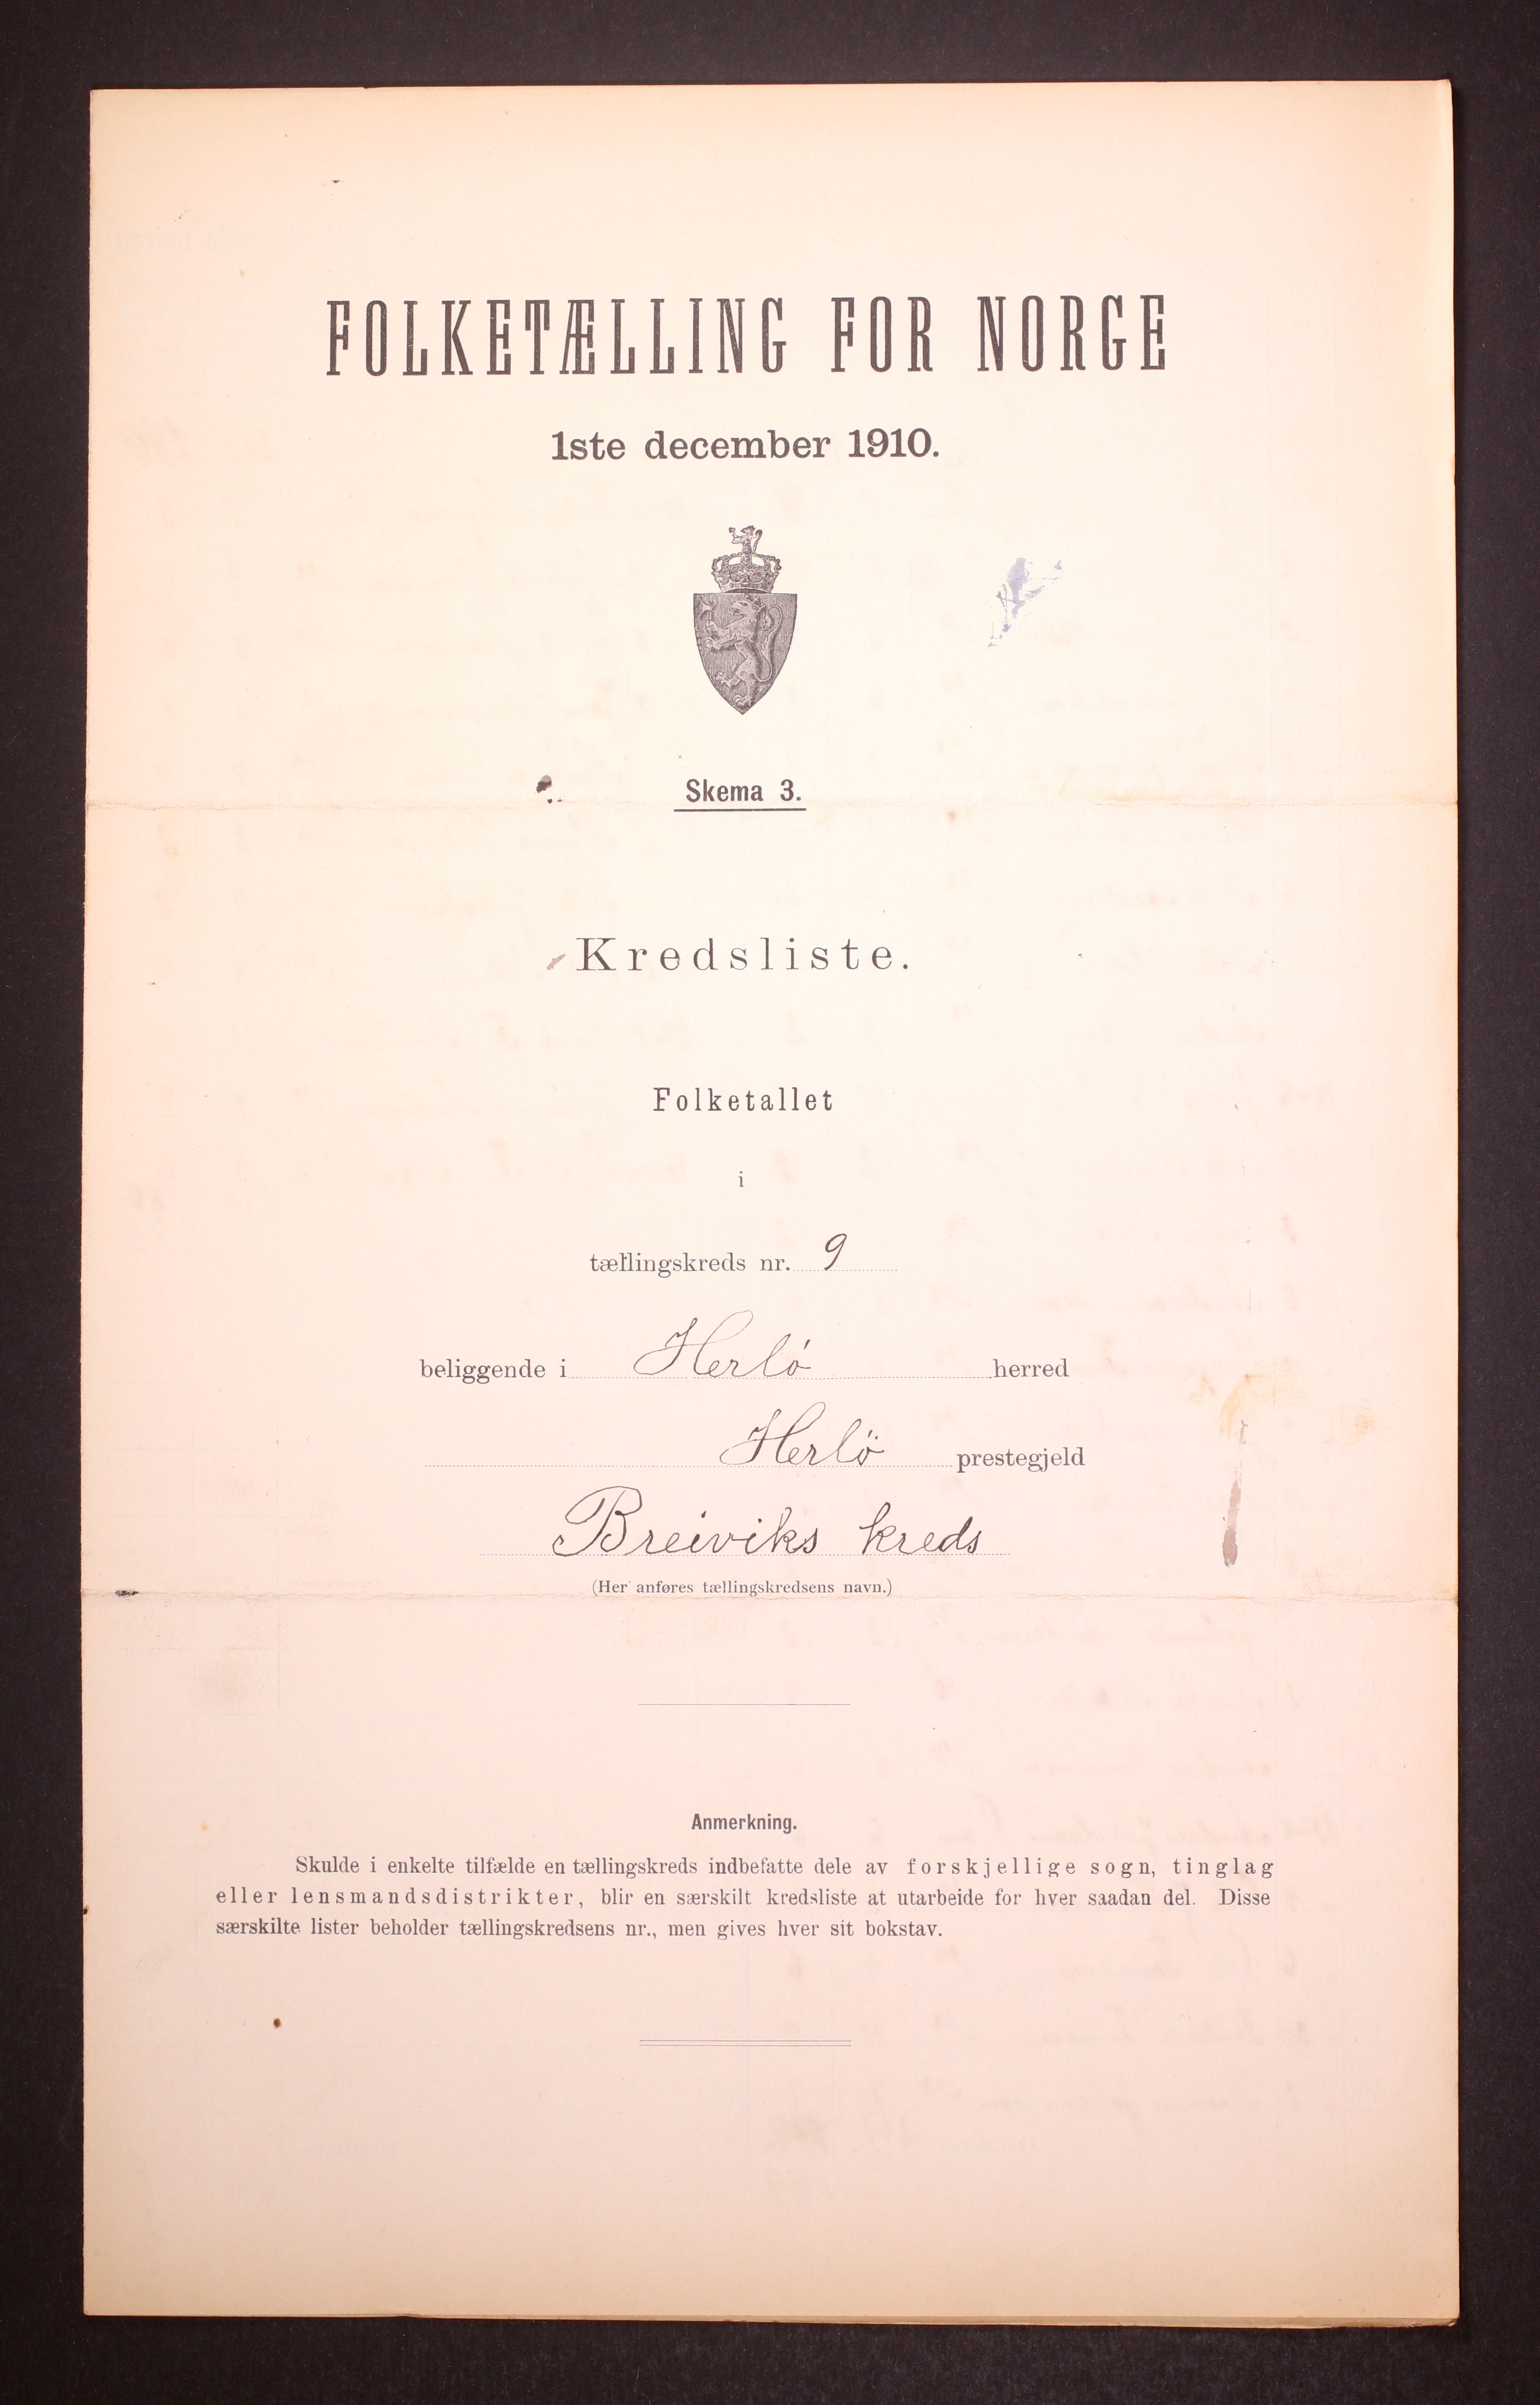 FOLKETÆLLING FOR NORGE
1ste december 1910.
Skema 3.
Kredsliste.
Folketallet
i
tællingskreds nr. 9
beliggende i Herló herred
Herlö prestegjeld
Breiviks kreds
(Her anføres tællingskredsens navn.)
Anmerkning.
Skulde i enkelte tilfælde en tællingskreds indbefatte dele av forskjellige sogn, tinglag
eller lensmandsdistrikter, blir en særskilt kredsliste at utarbeide for hver saadan del. Disse
særskilte lister beholder tællingskredsens nr., men gives hver sit bokstav.